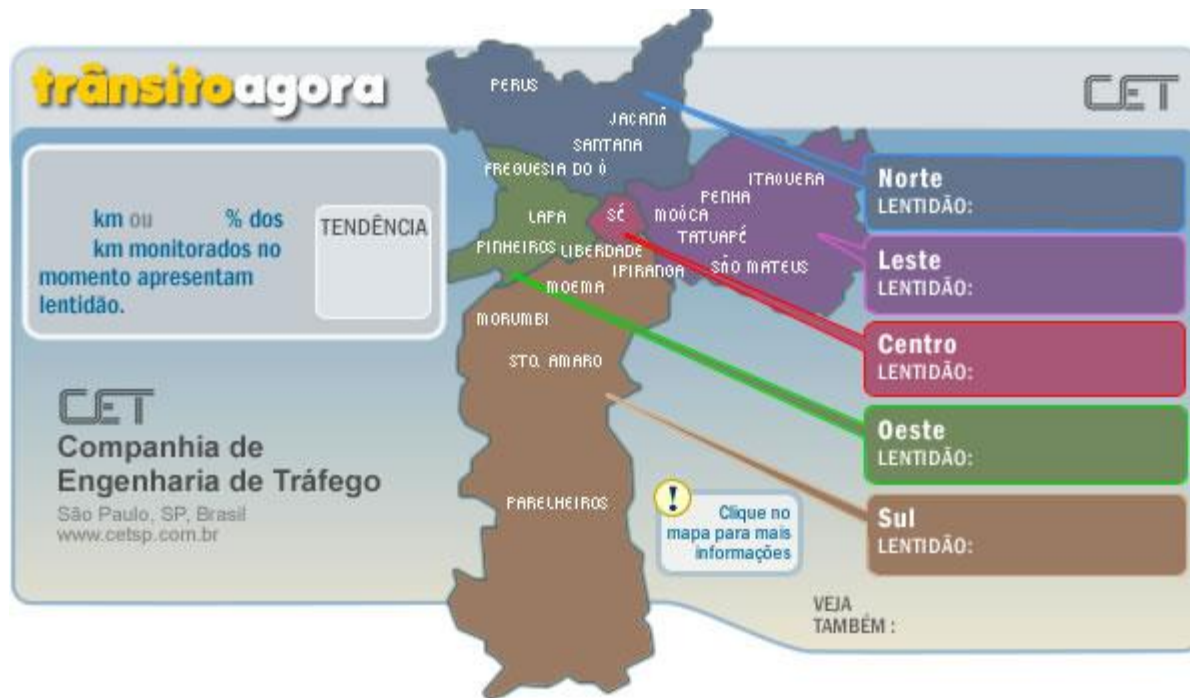 trânsitoagora
CET
km ou % dos
km monitorados no
momento apresentam
lentidão.
TENDÊNCIA
PERUS
JAÇANÃ
SANTANA
FREGUESIA DO Ó
ITAQUERA
PENHA
LAPA
SÉ
MOÓCA
TATUAPÉ
PINHEIROS
LIBERDADE
IPIRANGA
SÃO MATEUS
MOEMA
MORUMBI
STO. AMARO
PARELHEIROS
Norte
LENTIDÃO:
Leste
LENTIDÃO:
Centro
LENTIDÃO:
Oeste
LENTIDÃO:
Sul
LENTIDÃO:
CET
Companhia de
Engenharia de Tráfego
São Paulo, SP, Brasil
www.cetsp.com.br
!
Clique no
mapa para mais
informações
VEJA
TAMBÉM :